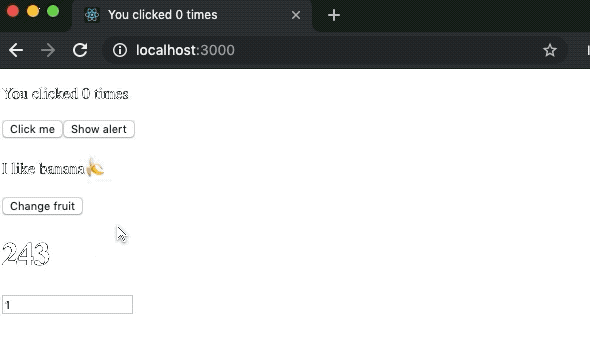 You clicked 0 times
localhost:3000
You clicked 0 times
Click me Show alert
I like banana🍌
Change fruit
243
1